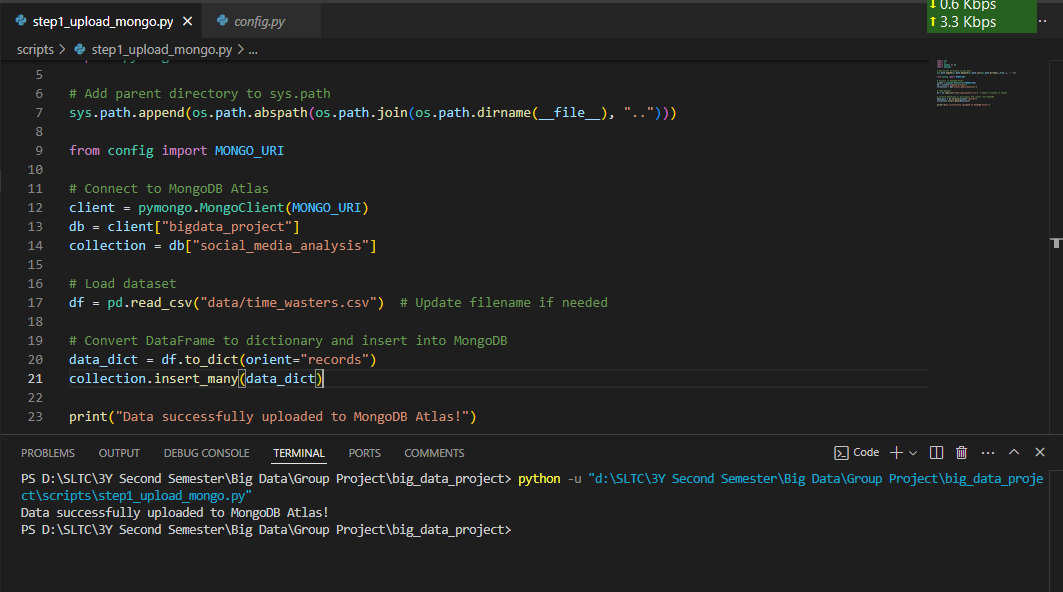 step1_upload_mongo.py
config.py
0.6 Kbps
3.3 Kbps
scripts > step1_upload_mongo.py > ...
5
6 # Add parent directory to sys.path
7 sys.path.append(os.path.abspath(os.path.join(os.path.dirname(__file__), "..")))
8
9 from config import MONGO_URI
10
11 # Connect to MongoDB Atlas
12 client = pymongo.MongoClient(MONGO_URI)
13 db = client["bigdata_project"]
14 collection = db["social_media_analysis"]
15
16 # Load dataset
17 df = pd.read_csv("data/time_wasters.csv")  # Update filename if needed
18
19 # Convert DataFrame to dictionary and insert into MongoDB
20 data_dict = df.to_dict(orient="records")
21 collection.insert_many(data_dict)
22
23 print("Data successfully uploaded to MongoDB Atlas!")
PROBLEMS OUTPUT DEBUG CONSOLE TERMINAL PORTS COMMENTS Code
PS D:\SLTC\3Y Second Semester\Big Data\Group Project\big_data_project> python -u "d:\SLTC\3Y Second Semester\Big Data\Group Project\big_data_proje
ct\scripts\step1_upload_mongo.py"
Data successfully uploaded to MongoDB Atlas!
PS D:\SLTC\3Y Second Semester\Big Data\Group Project\big_data_project>